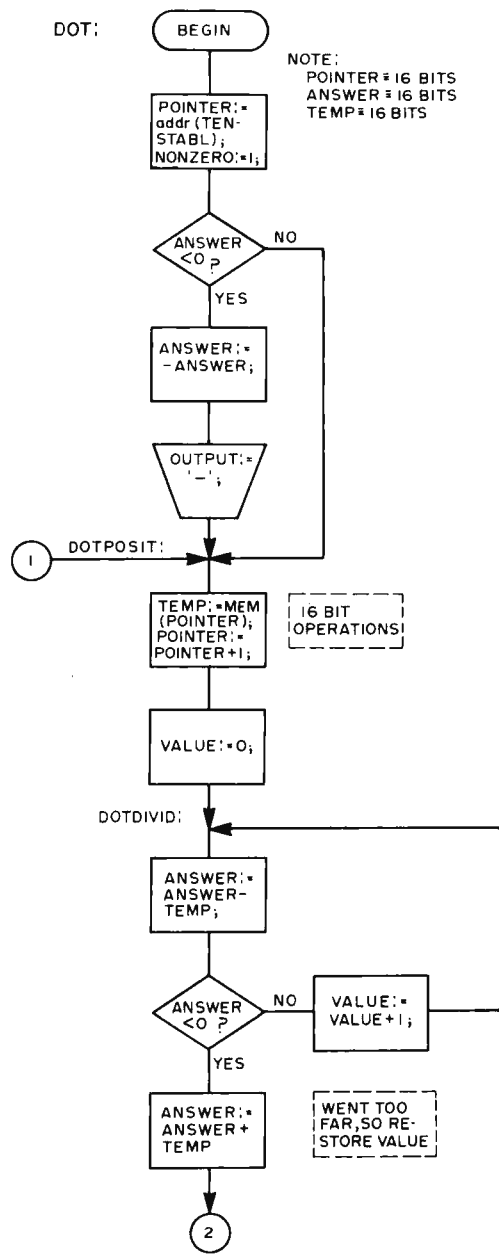 DOT:
BEGIN
NOTE:
POINTER ≡ 16 BITS
ANSWER ≡ 16 BITS
TEMP ≡ 16 BITS
POINTER:=
addr(TEN-
STABL);
NONZERO:=1;
ANSWER
<0 ?
NO
YES
ANSWER:=
-ANSWER;
OUTPUT:=
'-';
1
DOTPOSIT:
TEMP:=MEM
(POINTER);
POINTER:=
POINTER+1;
16 BIT
OPERATIONS
VALUE:=0;
DOTDIVID:
ANSWER:=
ANSWER-
TEMP;
ANSWER
<0 ?
NO
VALUE:=
VALUE+1;
YES
ANSWER:=
ANSWER+
TEMP
WENT TOO
FAR,SO RE-
STORE VALUE
2